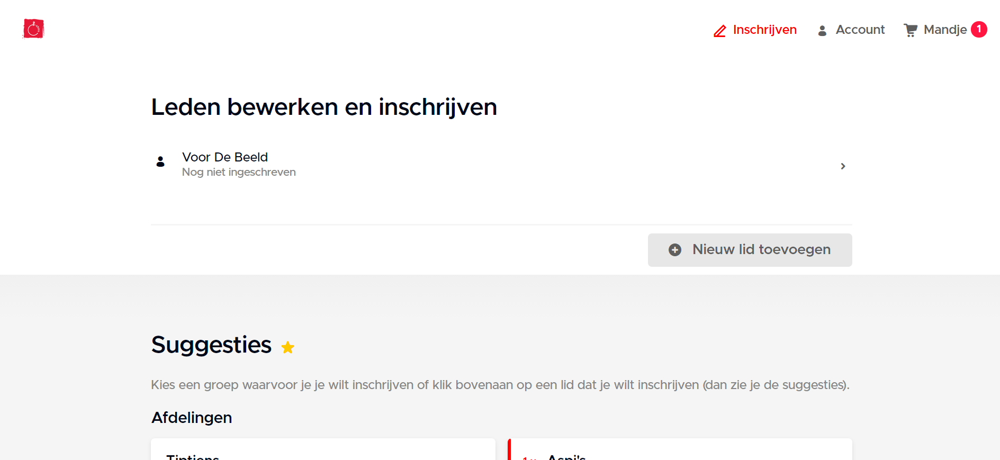 Inschrijven
Account
Mandje 1
Leden bewerken en inschrijven
Voor De Beeld
Nog niet ingeschreven
Nieuw lid toevoegen
Suggesties
Kies een groep waarvoor je je wilt inschrijven of klik bovenaan op een lid dat je wilt inschrijven (dan zie je de suggesties).
Afdelingen
Tiptiens
Aspi's